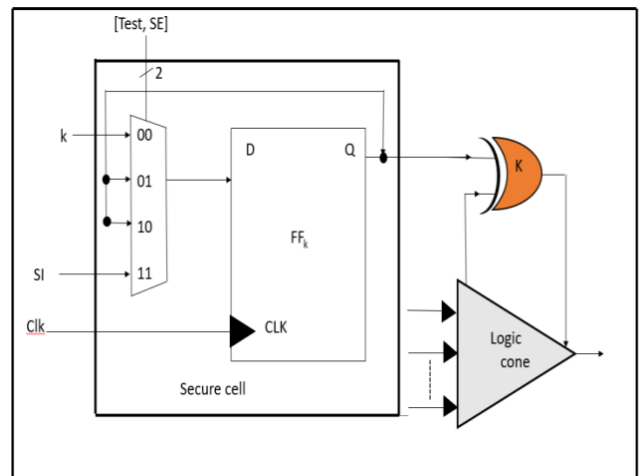 [Test, SE]
2
k
00
01
10
11
SI
Clk
D
Q
FFk
CLK
Secure cell
K
Logic
cone